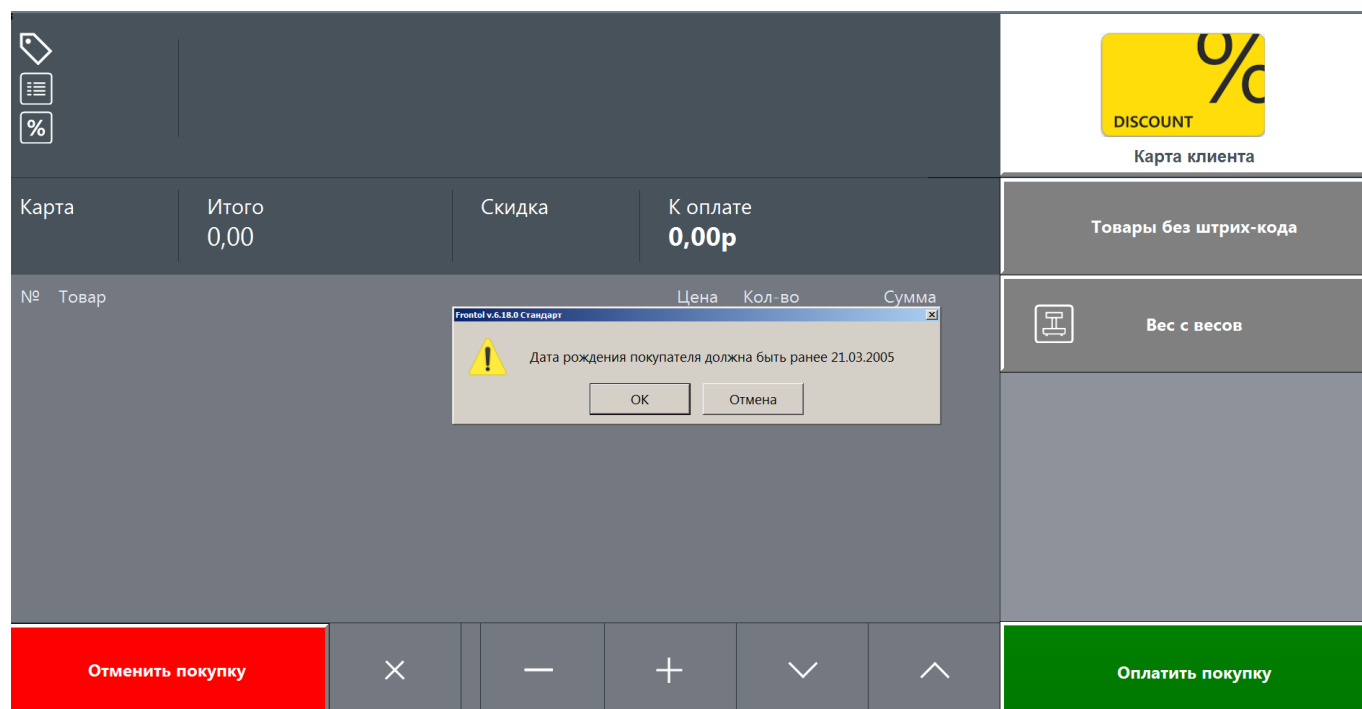 %
DISCOUNT
Карта клиента
Карта Итого Скидка К оплате
0,00 0,00р
Товары без штрих-кода
№ Товар Цена Кол-во Сумма
Frontol v.6.18.0 Стандарт
Дата рождения покупателя должна быть ранее 21.03.2005
ОК Отмена
Вес с весов
Отменить покупку
Оплатить покупку